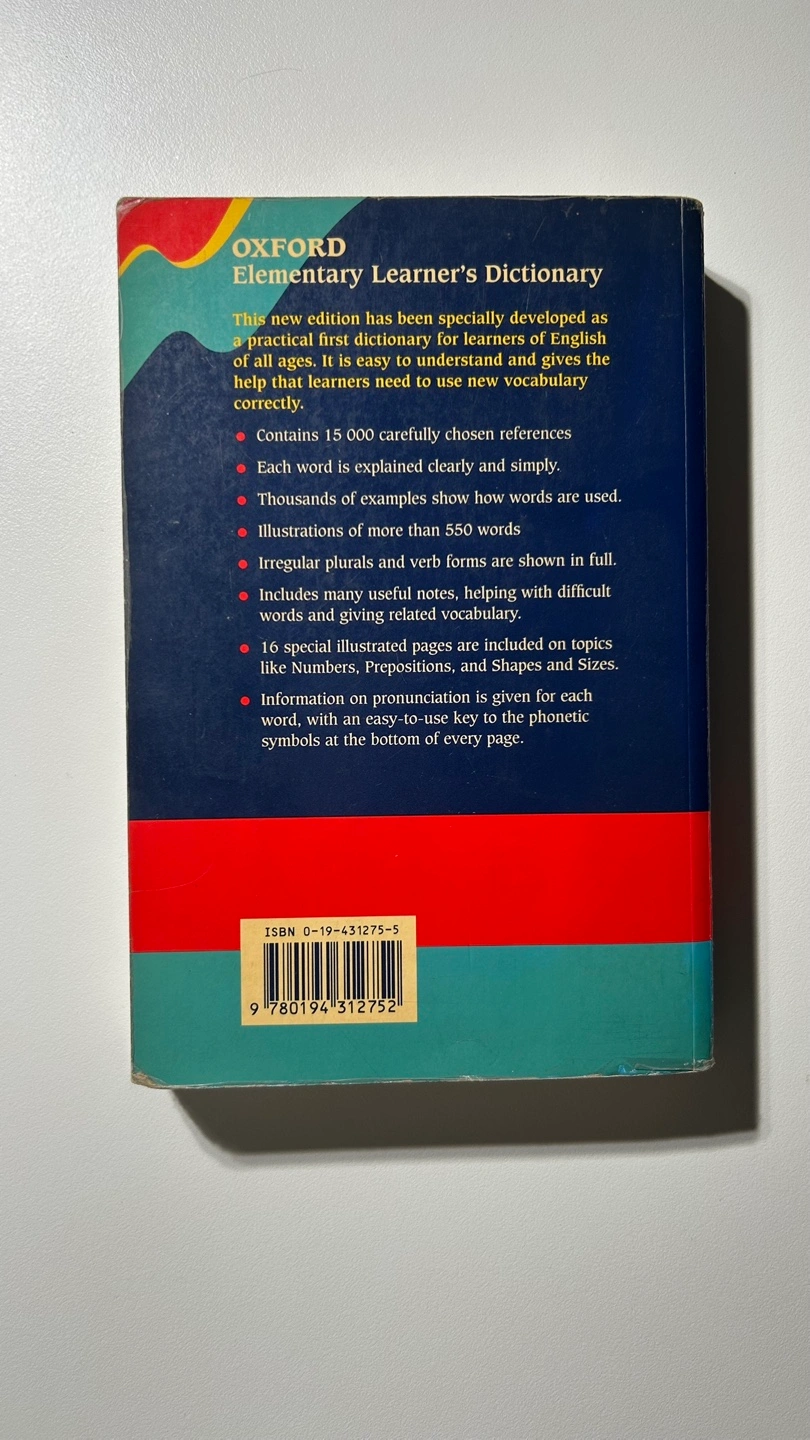 OXFORD
Elementary Learner's Dictionary
This new edition has been specially developed as
a practical first dictionary for learners of English
of all ages. It is easy to understand and gives the
help that learners need to use new vocabulary
correctly.
• Contains 15 000 carefully chosen references
• Each word is explained clearly and simply.
• Thousands of examples show how words are used.
• Illustrations of more than 550 words
• Irregular plurals and verb forms are shown in full.
• Includes many useful notes, helping with difficult
words and giving related vocabulary.
• 16 special illustrated pages are included on topics
like Numbers, Prepositions, and Shapes and Sizes.
• Information on pronunciation is given for each
word, with an easy-to-use key to the phonetic
symbols at the bottom of every page.
ISBN 0-19-431275-5
9 780194 312752